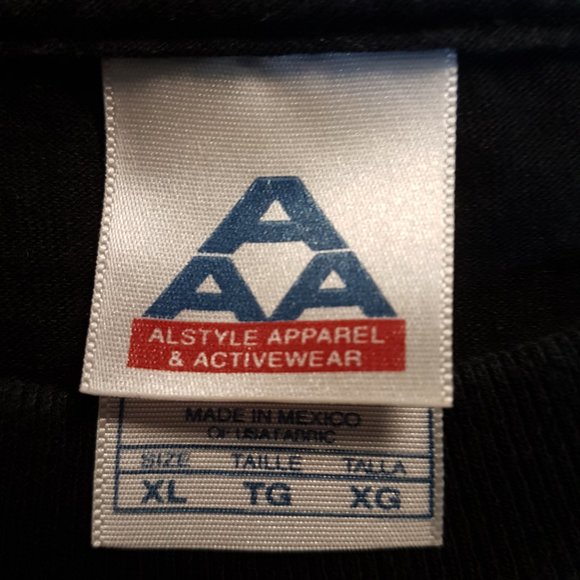 A
AA
ALSTYLE APPAREL
& ACTIVEWEAR
MADE IN MEXICO
OF USA FABRIC
SIZE TAILLE TALLA
XL TG XG